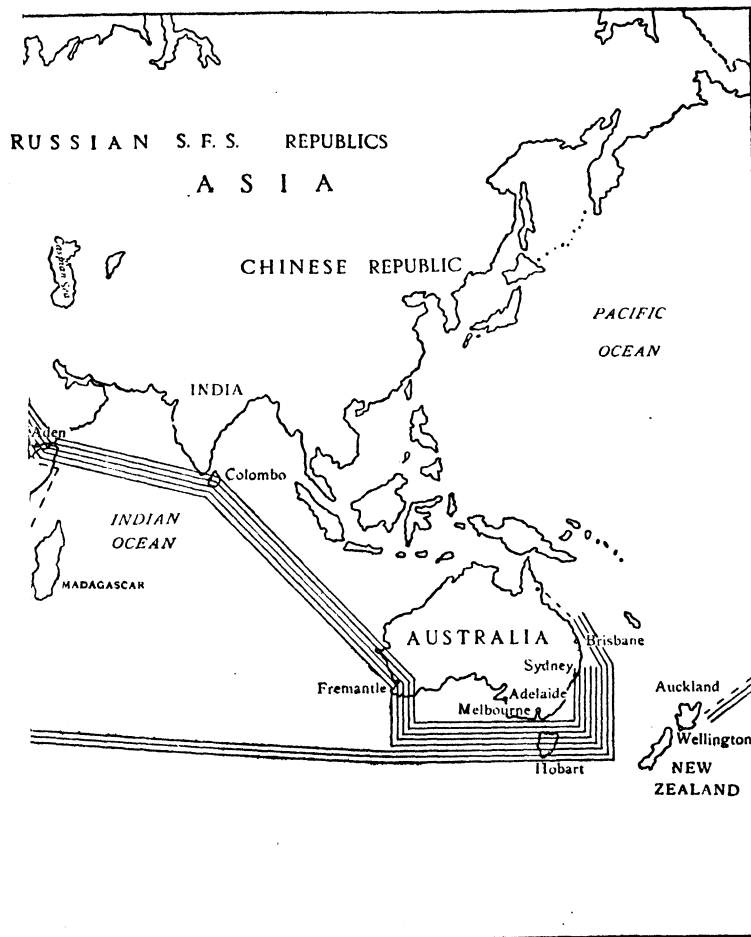 RUSSIAN S. F. S. REPUBLICS
ASIA
Caspian Sea
CHINESE REPUBLIC
PACIFIC
OCEAN
INDIA
Aden
Colombo
INDIAN
OCEAN
MADAGASCAR
AUSTRALIA
Brisbane
Sydney
Fremantle
Adelaide
Melbourne
Auckland
Wellington
Hobart
NEW
ZEALAND